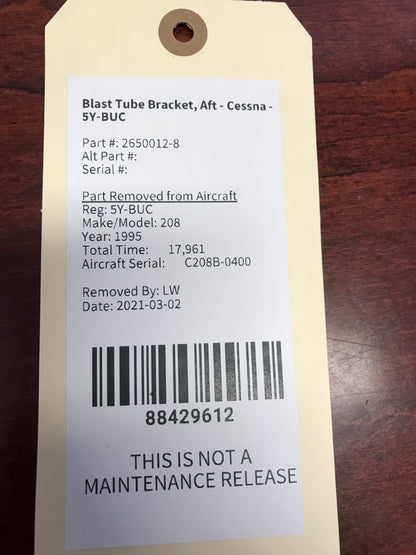 Blast Tube Bracket, Aft - Cessna -
5Y-BUC
Part #: 2650012-8
Alt Part #:
Serial #:
Part Removed from Aircraft
Reg: 5Y-BUC
Make/Model: 208
Year: 1995
Total Time: 17,961
Aircraft Serial: C208B-0400
Removed By: LW
Date: 2021-03-02
88429612
THIS IS NOT A
MAINTENANCE RELEASE